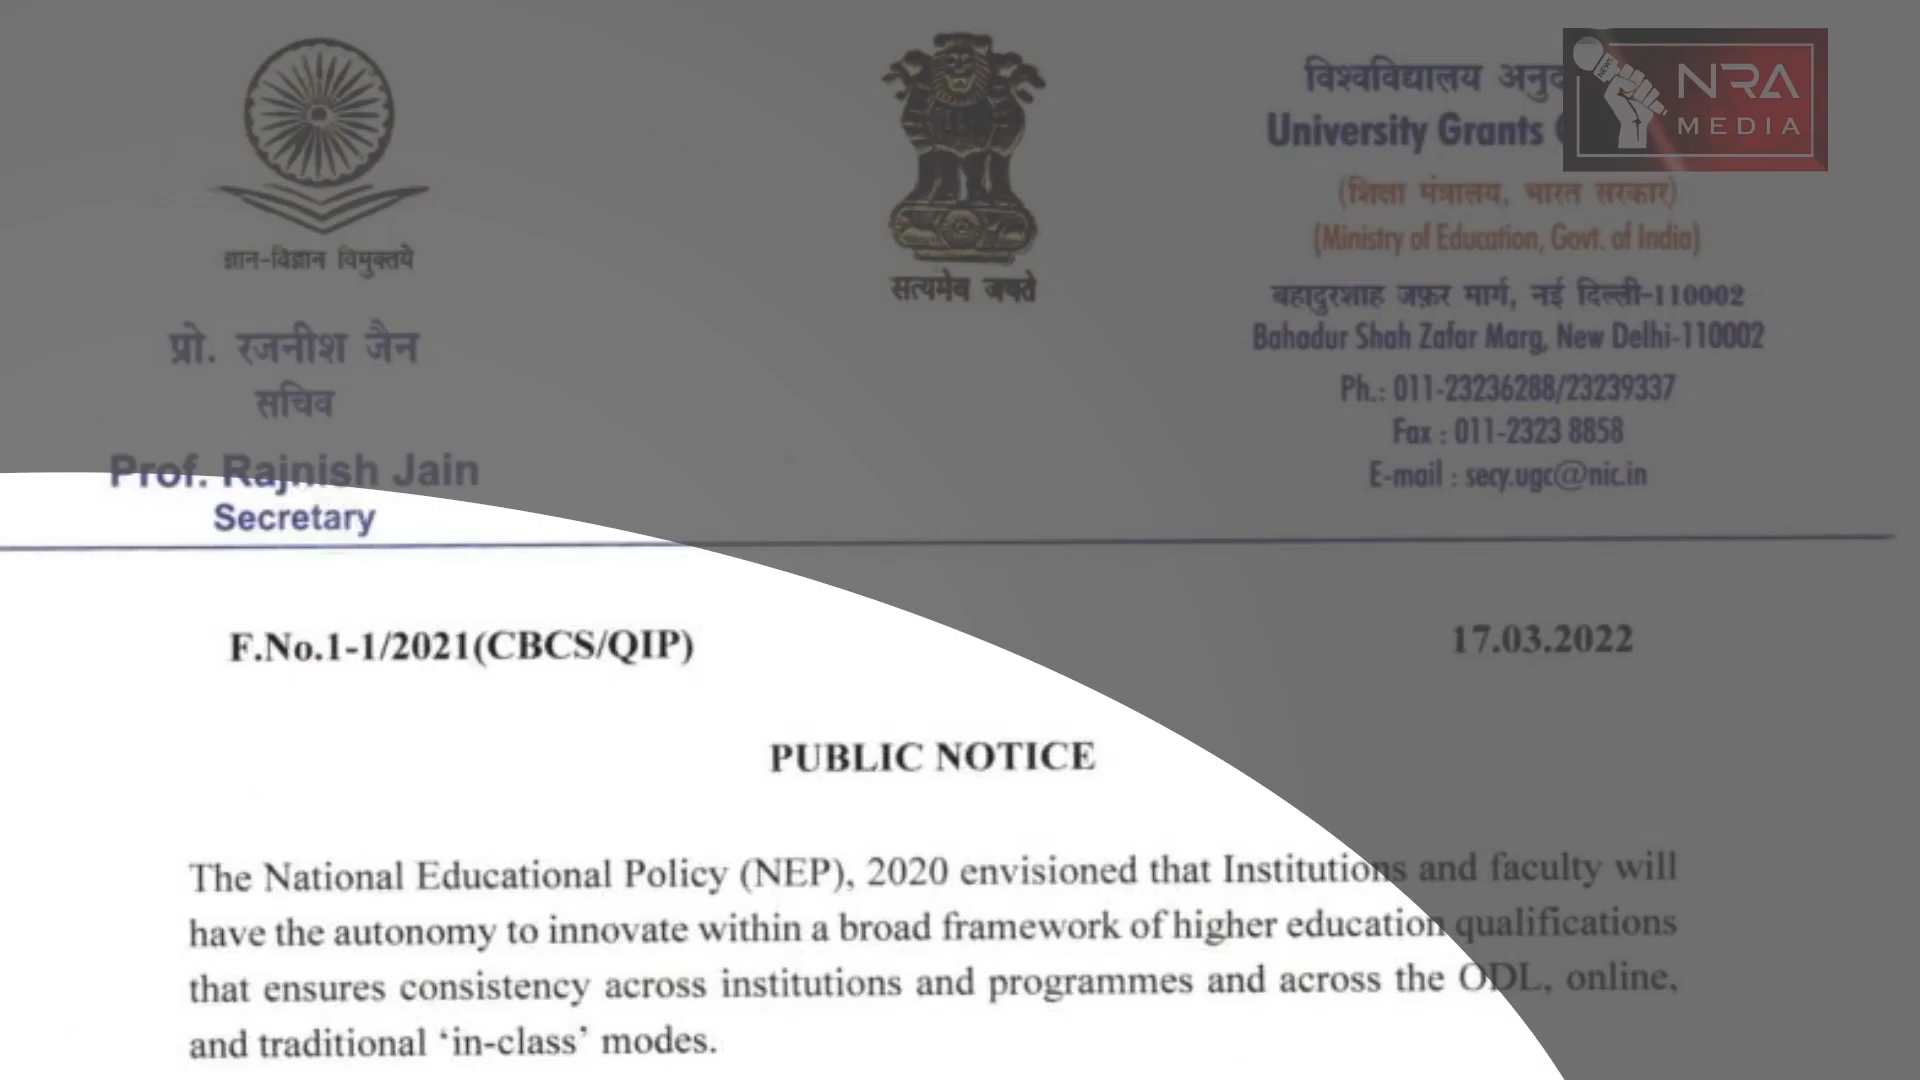 ज्ञान-विज्ञान विमुक्तये
प्रो. रजनीश जैन
सचिव
Prof. Rajnish Jain
Secretary
सत्यमेव जयते
विश्वविद्यालय
University Grants
(शिक्षा मंत्रालय, भारत सरकार)
(Ministry of Education, Govt. of India)
बहादुरशाह ज़फ़र मार्ग, नई दिल्ली-110002
Bahadur Shah Zafar Marg, New Delhi-110002
Ph.: 011-23236288/23239337
Fax : 011-2323 8858
E-mail : secy.ugc@nic.in
NEWS
NRA
MEDIA
F.No.1-1/2021(CBCS/QIP)
17.03.2022
PUBLIC NOTICE
The National Educational Policy (NEP), 2020 envisioned that Institutions and faculty will
have the autonomy to innovate within a broad framework of higher education qualifications
that ensures consistency across institutions and programmes and across the ODL, online,
and traditional ‘in-class’ modes.